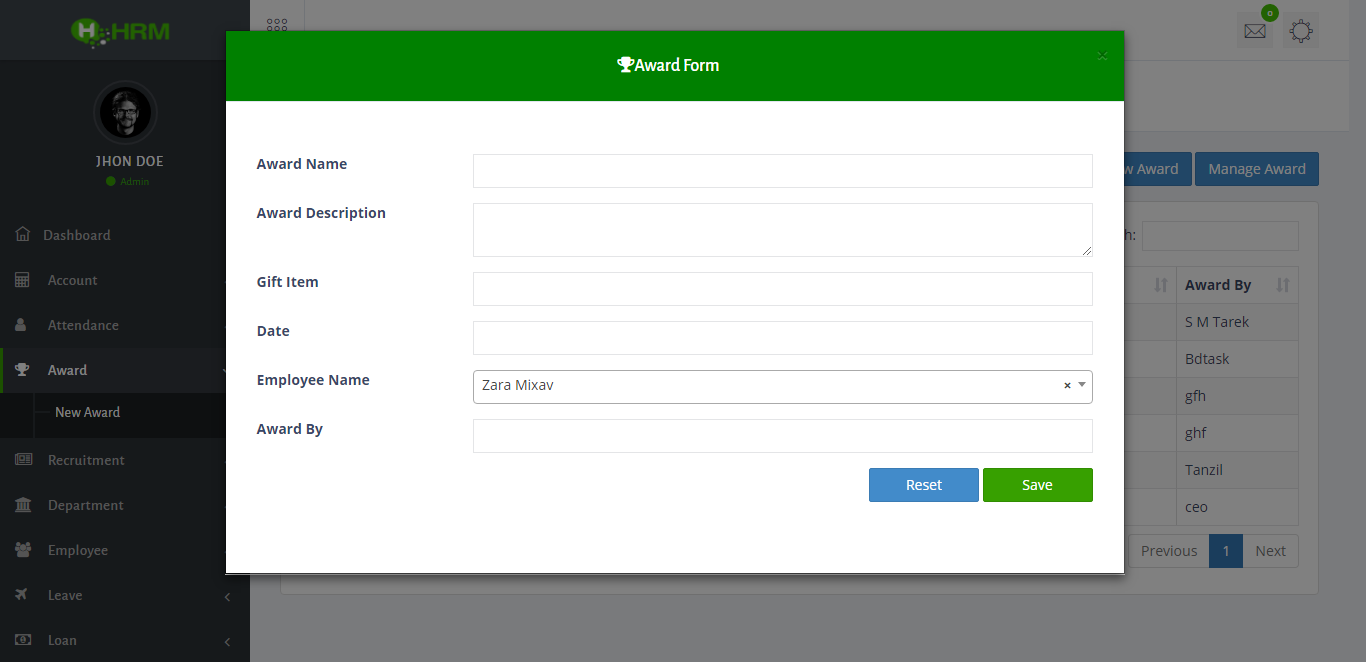 HRM
0
JHON DOE
Admin
Dashboard
Account
Attendance
Award
New Award
Recruitment
Department
Employee
Leave
Loan
Award Form
×
Award Name
Award Description
Gift Item
Date
Employee Name
Zara Mixav
×
Award By
Reset
Save
w Award
Manage Award
h:
Award By
S M Tarek
Bdtask
gfh
ghf
Tanzil
ceo
Previous
1
Next